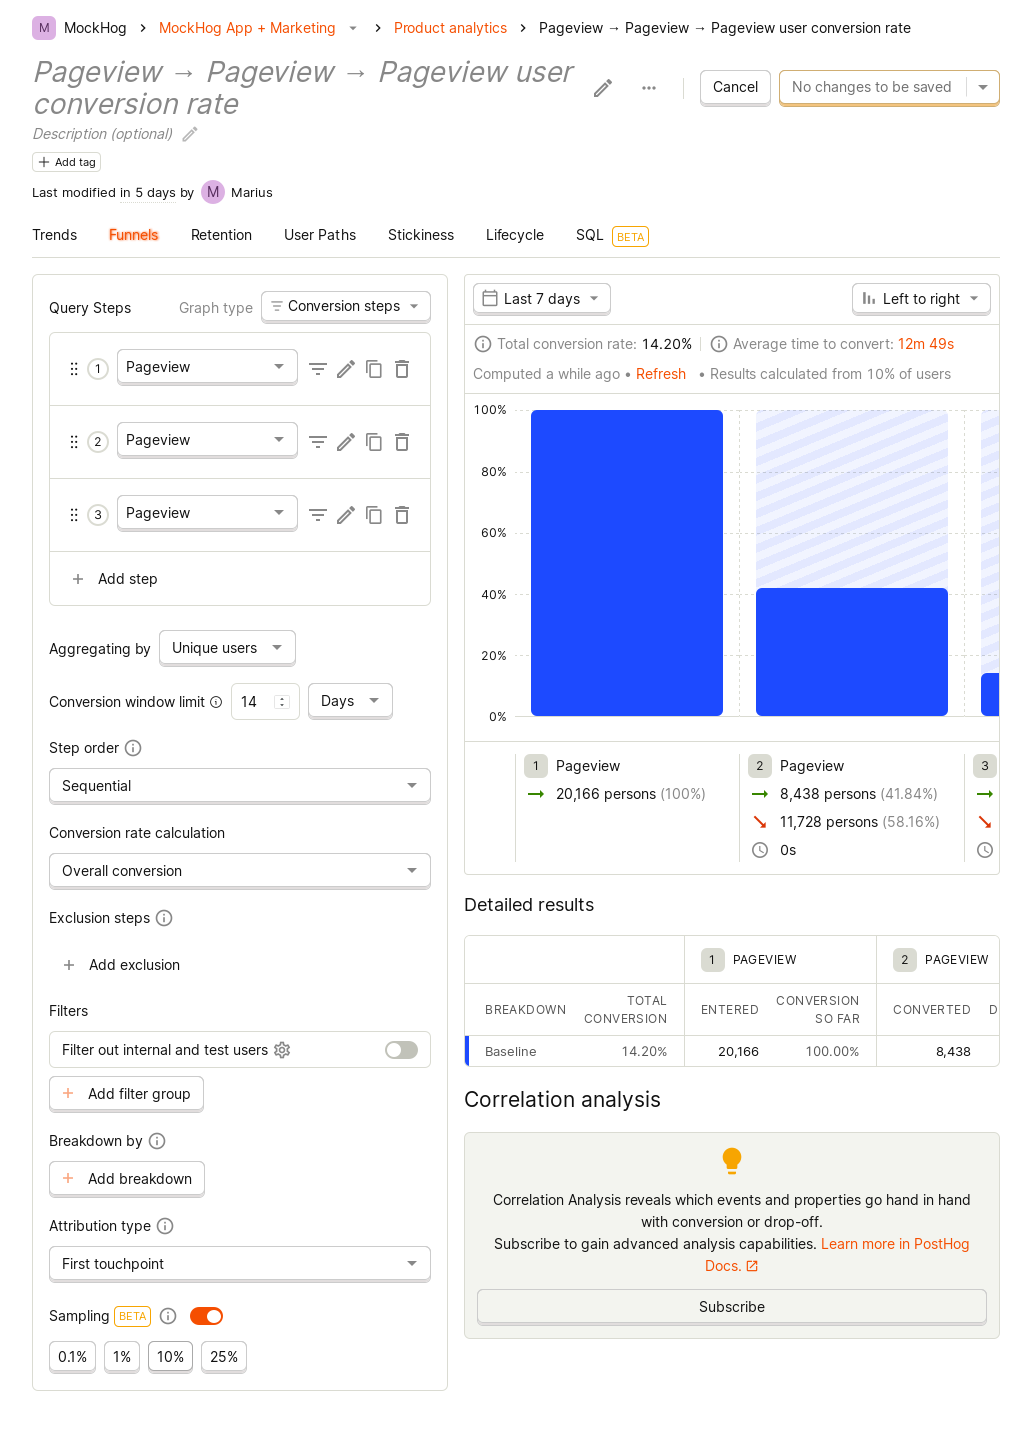 M MockHog MockHog App + Marketing Product analytics Pageview → Pageview → Pageview user conversion rate
Pageview → Pageview → Pageview user
conversion rate
Cancel No changes to be saved
Description (optional)
Add tag
Last modified in 5 days by M Marius
Trends Funnels Retention User Paths Stickiness Lifecycle SQL BETA
Query Steps Graph type Conversion steps
1 Pageview
2 Pageview
3 Pageview
Add step
Aggregating by Unique users
Conversion window limit 14 Days
Step order
Sequential
Conversion rate calculation
Overall conversion
Exclusion steps
Add exclusion
Filters
Filter out internal and test users
Add filter group
Breakdown by
Add breakdown
Attribution type
First touchpoint
Sampling BETA
0.1% 1% 10% 25%
Last 7 days Left to right
Total conversion rate: 14.20% Average time to convert: 12m 49s
Computed a while ago • Refresh • Results calculated from 10% of users
100%
80%
60%
40%
20%
0%
1 Pageview 2 Pageview 3
20,166 persons (100%) 8,438 persons (41.84%)
11,728 persons (58.16%)
0s
Detailed results
1 PAGEVIEW 2 PAGEVIEW
BREAKDOWN TOTAL CONVERSION ENTERED CONVERSION SO FAR CONVERTED D
Baseline 14.20% 20,166 100.00% 8,438
Correlation analysis
Correlation Analysis reveals which events and properties go hand in hand
with conversion or drop-off.
Subscribe to gain advanced analysis capabilities. Learn more in PostHog
Docs.
Subscribe